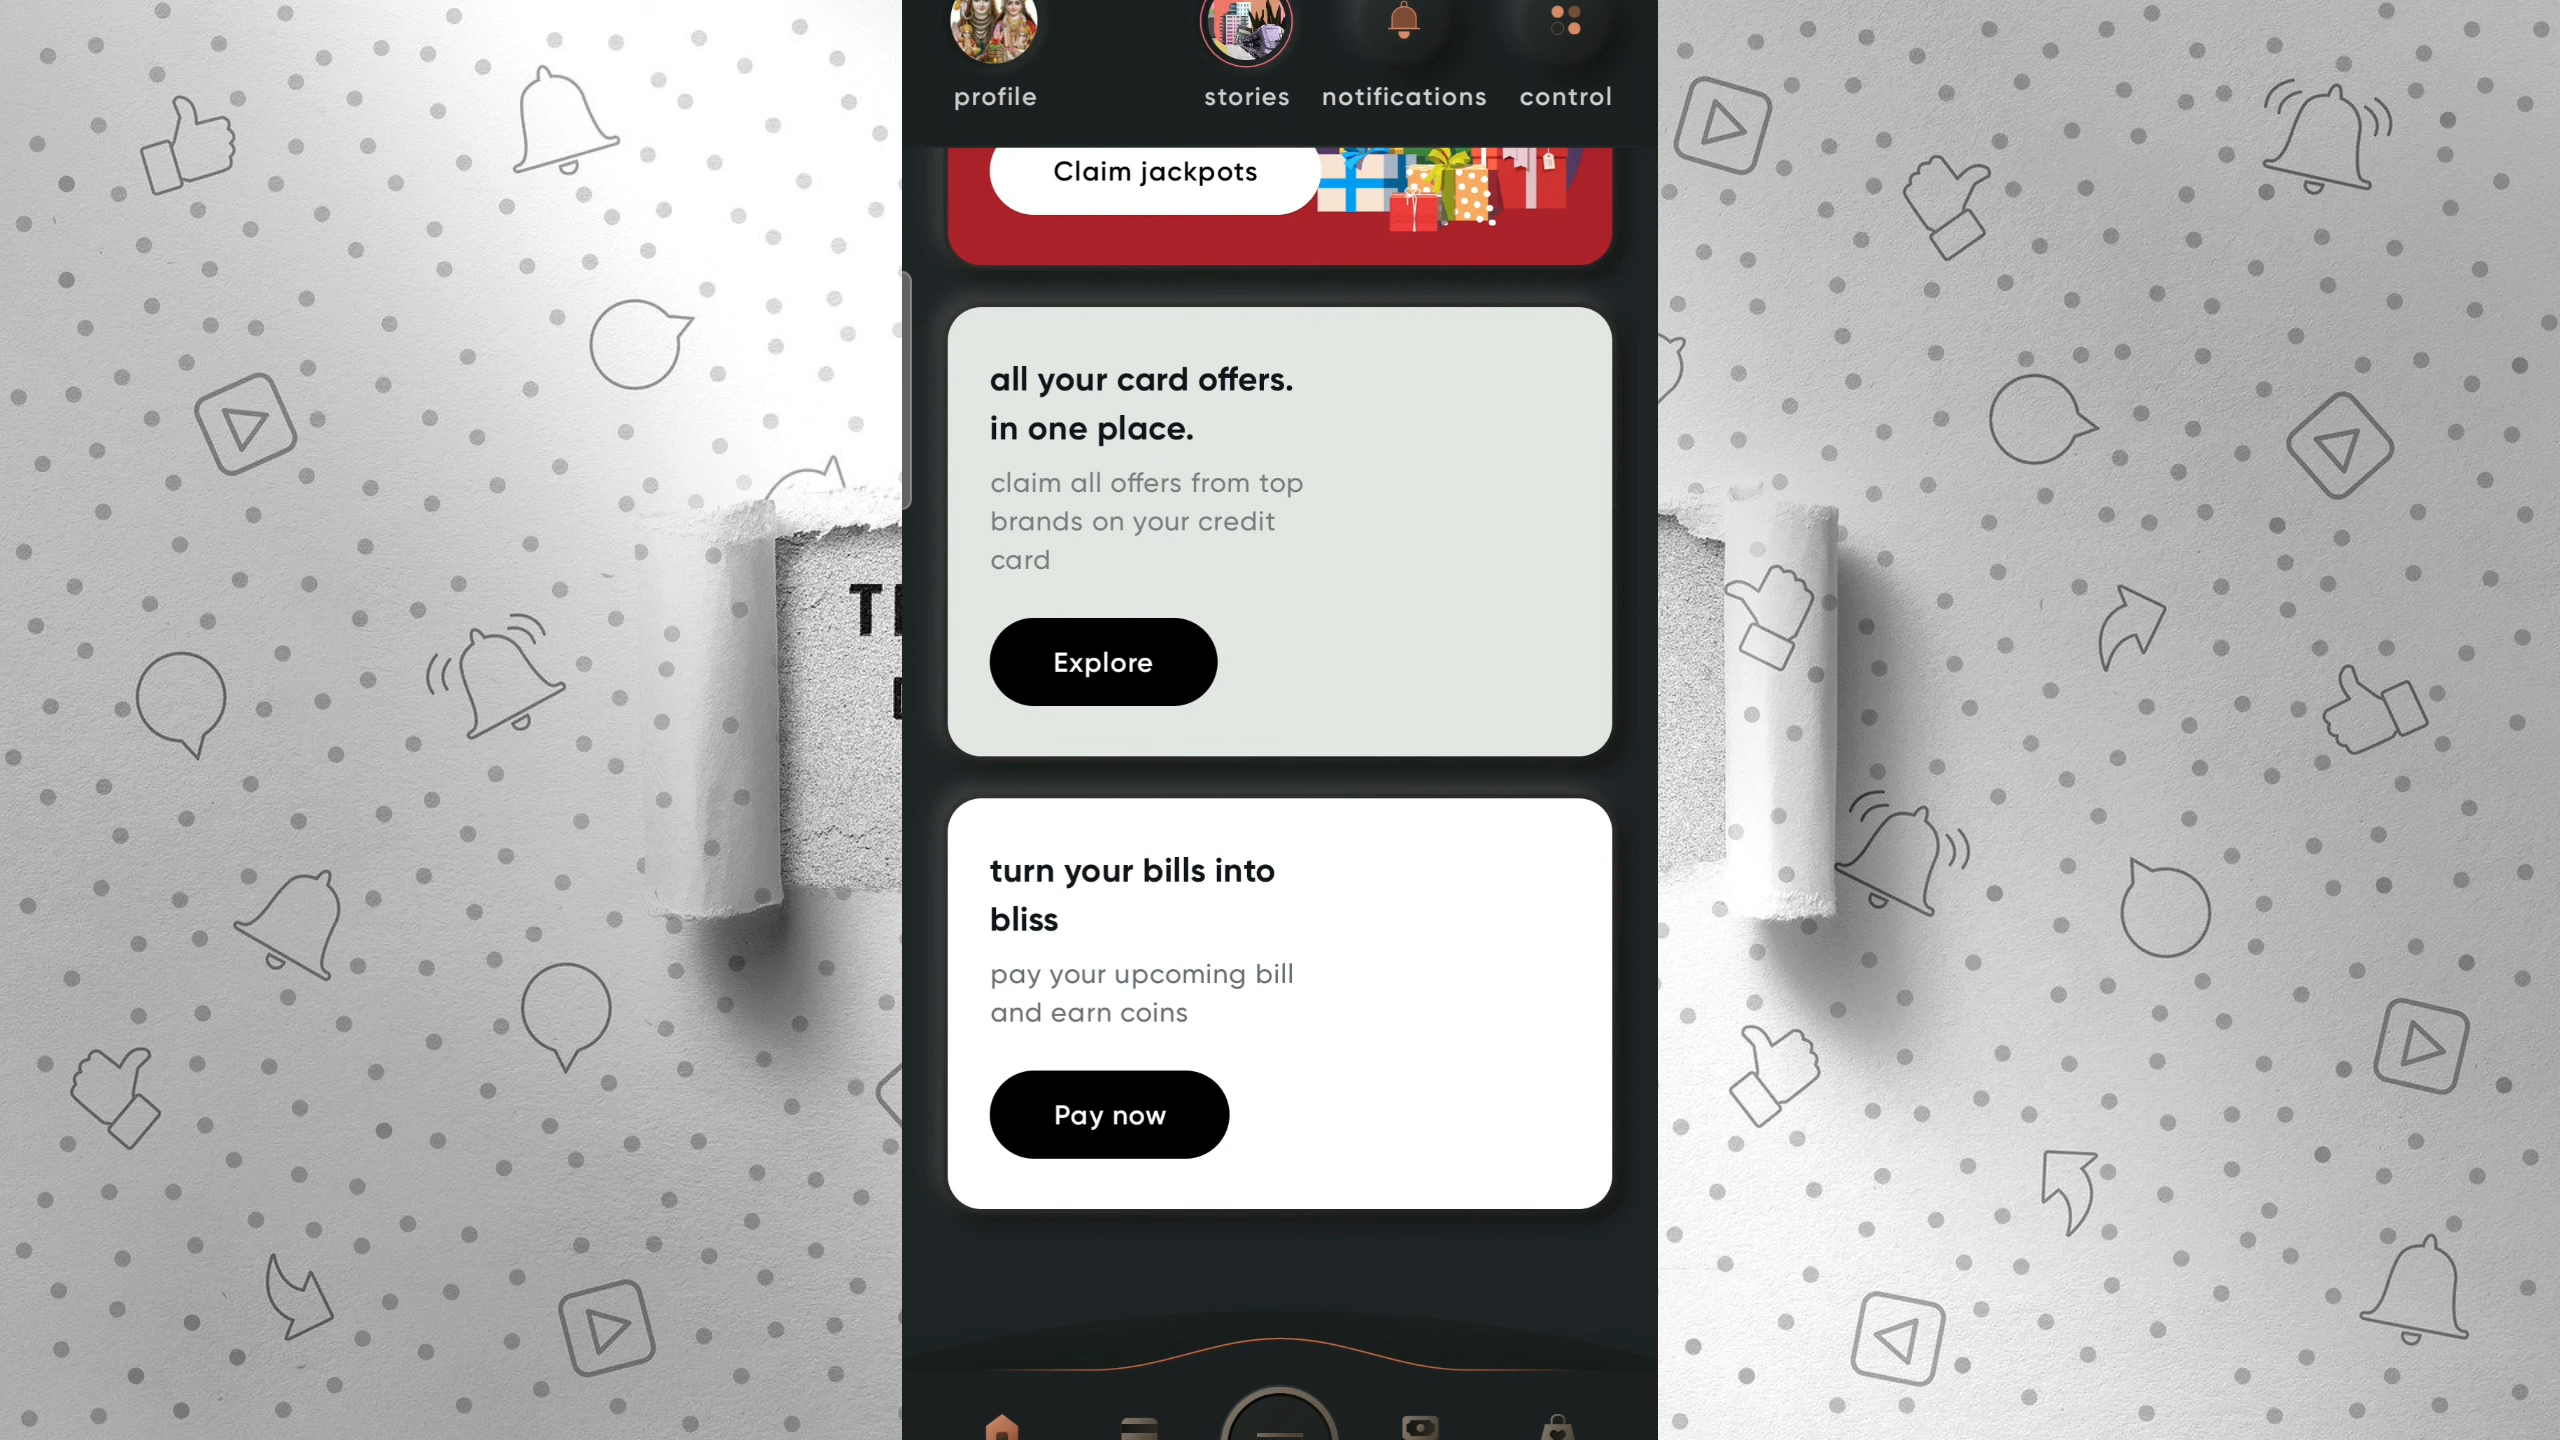 profile
stories
notifications
control
Claim jackpots
all your card offers.
in one place.
claim all offers from top
brands on your credit
card
Explore
turn your bills into
bliss
pay your upcoming bill
and earn coins
Pay now